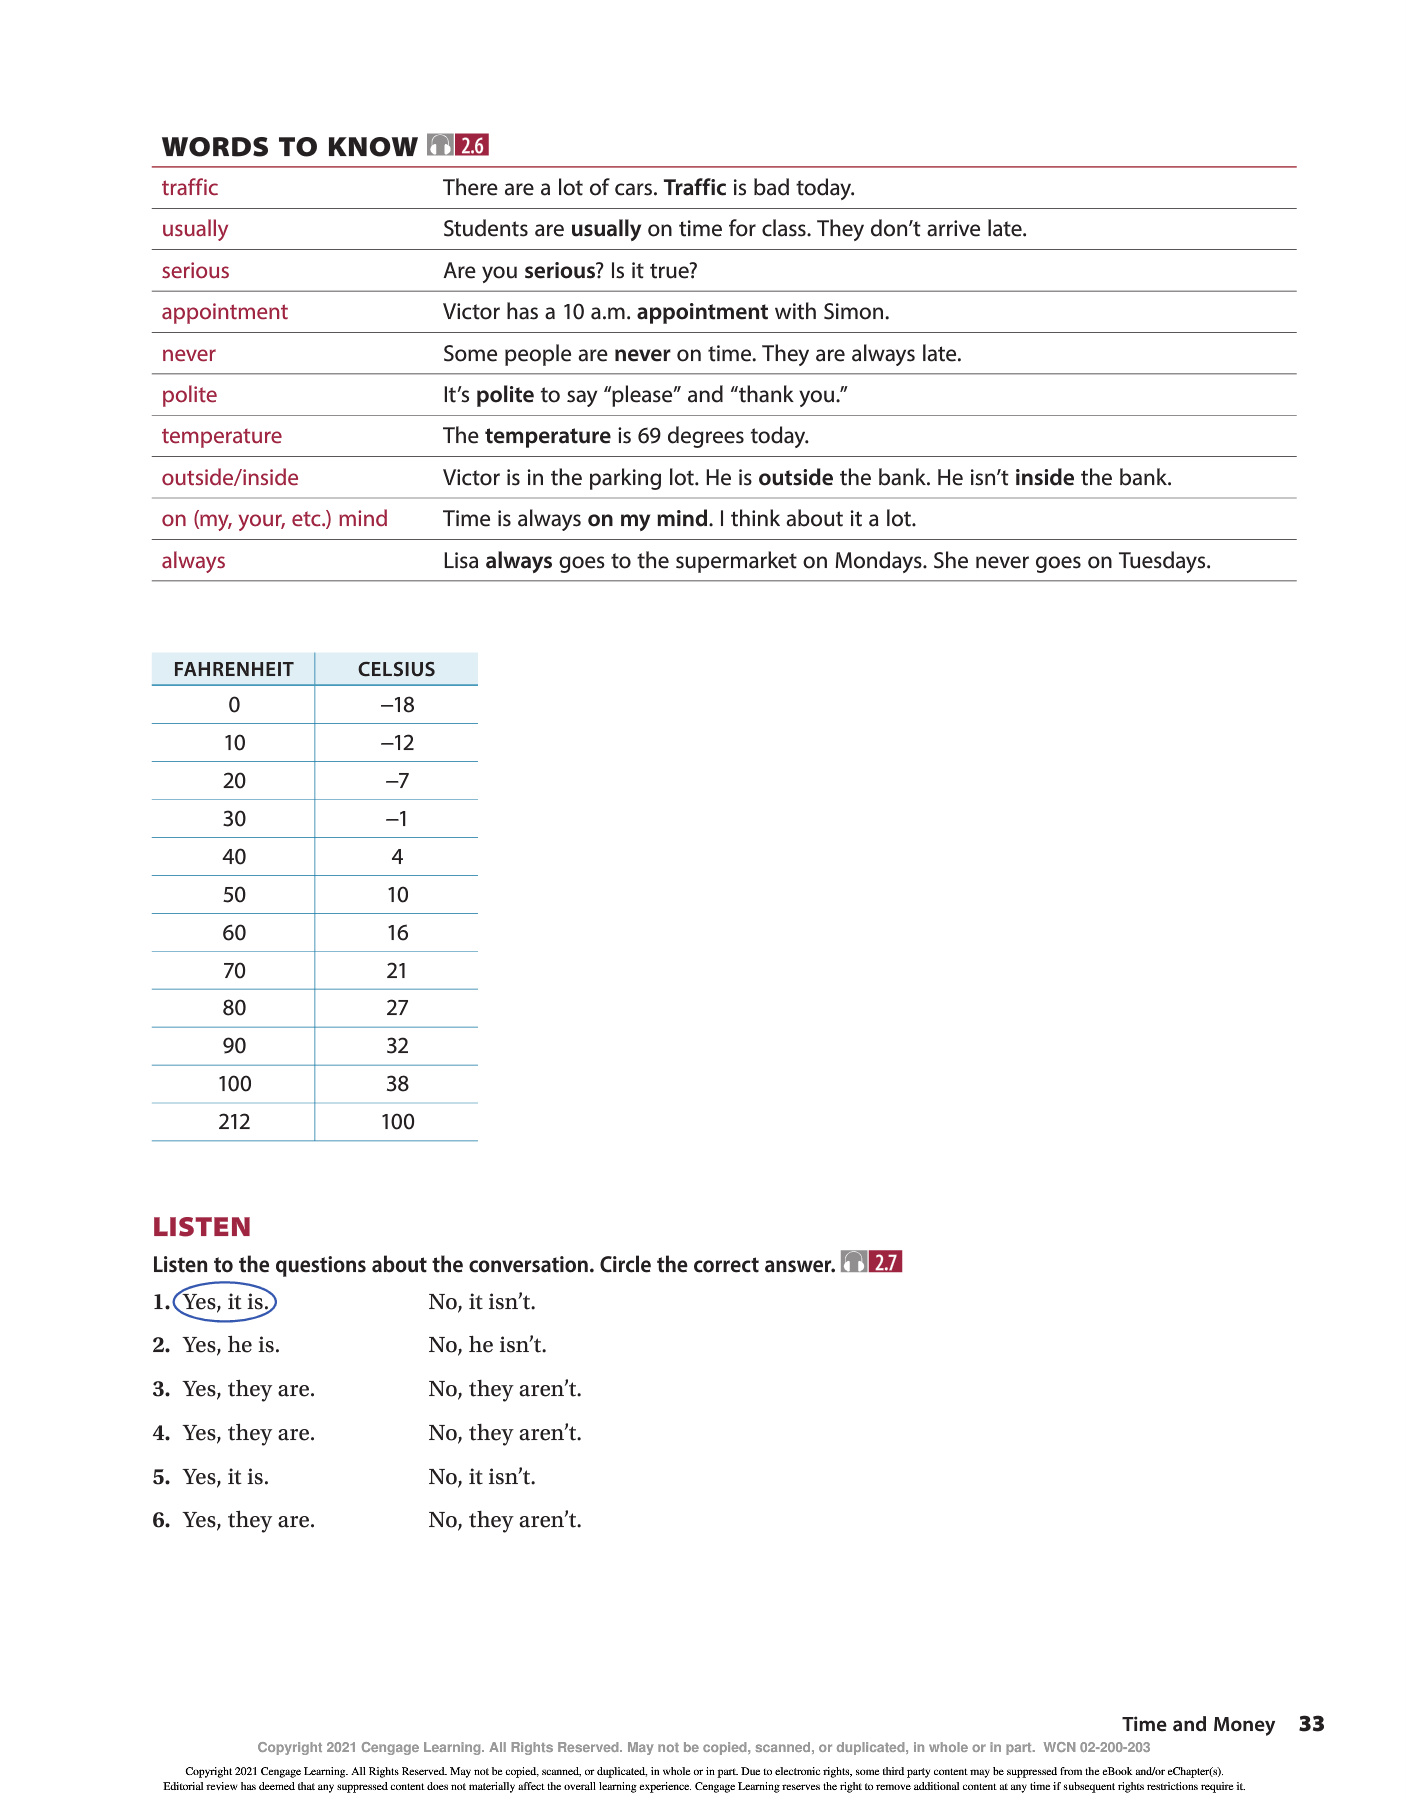 WORDS TO KNOW 2.6
traffic There are a lot of cars. Traffic is bad today.
usually Students are usually on time for class. They don’t arrive late.
serious Are you serious? Is it true?
appointment Victor has a 10 a.m. appointment with Simon.
never Some people are never on time. They are always late.
polite It’s polite to say “please” and “thank you.”
temperature The temperature is 69 degrees today.
outside/inside Victor is in the parking lot. He is outside the bank. He isn’t inside the bank.
on (my, your, etc.) mind Time is always on my mind. I think about it a lot.
always Lisa always goes to the supermarket on Mondays. She never goes on Tuesdays.
FAHRENHEIT CELSIUS
0 –18
10 –12
20 –7
30 –1
40 4
50 10
60 16
70 21
80 27
90 32
100 38
212 100
LISTEN
Listen to the questions about the conversation. Circle the correct answer. 2.7
1. Yes, it is. No, it isn’t.
2. Yes, he is. No, he isn’t.
3. Yes, they are. No, they aren’t.
4. Yes, they are. No, they aren’t.
5. Yes, it is. No, it isn’t.
6. Yes, they are. No, they aren’t.
Time and Money 33
Copyright 2021 Cengage Learning. All Rights Reserved. May not be copied, scanned, or duplicated, in whole or in part. WCN 02-200-203
Copyright 2021 Cengage Learning. All Rights Reserved. May not be copied, scanned, or duplicated, in whole or in part. Due to electronic rights, some third party content may be suppressed from the eBook and/or eChapter(s).
Editorial review has deemed that any suppressed content does not materially affect the overall learning experience. Cengage Learning reserves the right to remove additional content at any time if subsequent rights restrictions require it.